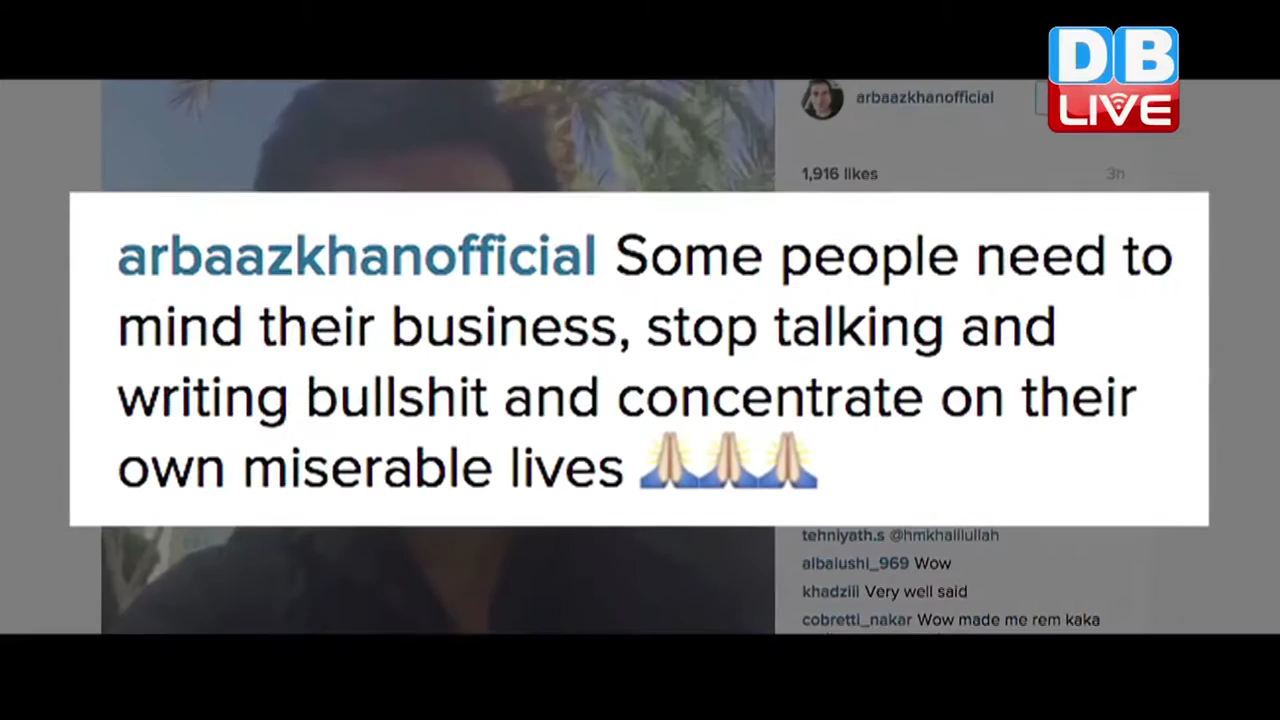 DB
LIVE
arbaazkhanofficial
1,916 likes
3h
arbaazkhanofficial Some people need to
mind their business, stop talking and
writing bullshit and concentrate on their
own miserable lives 🙏🙏🙏
tehniyath.s @hmkhalilullah
albalushi_969 Wow
khadziii Very well said
cobretti_nakar Wow made me rem kaka